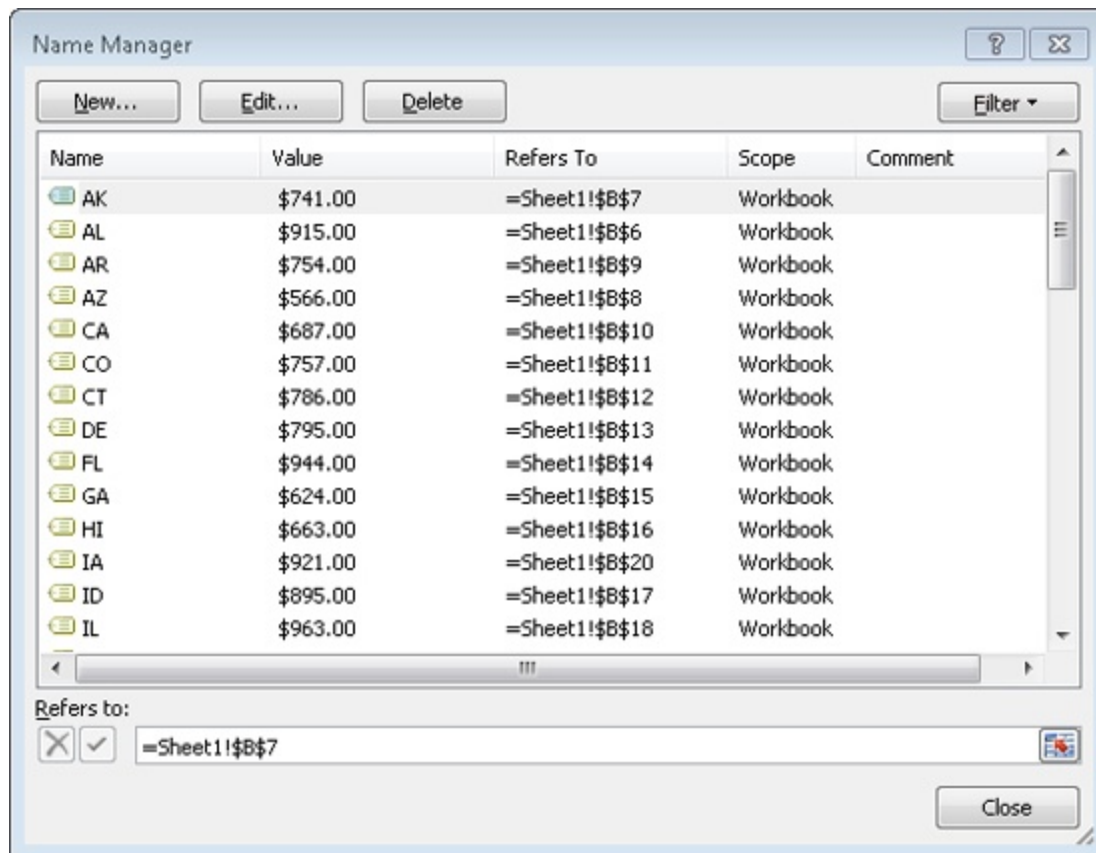 Name Manager
New... Edit... Delete Filter
Name Value Refers To Scope Comment
AK $741.00 =Sheet1!$B$7 Workbook
AL $915.00 =Sheet1!$B$6 Workbook
AR $754.00 =Sheet1!$B$9 Workbook
AZ $566.00 =Sheet1!$B$8 Workbook
CA $687.00 =Sheet1!$B$10 Workbook
CO $757.00 =Sheet1!$B$11 Workbook
CT $786.00 =Sheet1!$B$12 Workbook
DE $795.00 =Sheet1!$B$13 Workbook
FL $944.00 =Sheet1!$B$14 Workbook
GA $624.00 =Sheet1!$B$15 Workbook
HI $663.00 =Sheet1!$B$16 Workbook
IA $921.00 =Sheet1!$B$20 Workbook
ID $895.00 =Sheet1!$B$17 Workbook
IL $963.00 =Sheet1!$B$18 Workbook
Refers to:
=Sheet1!$B$7
Close